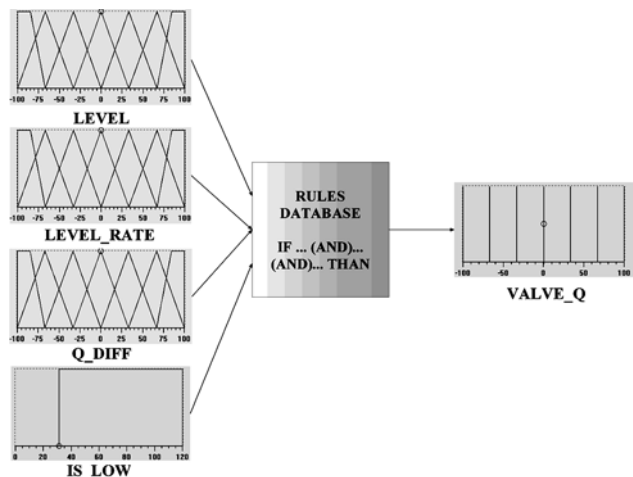 -100 -75 -50 -25 0 25 50 75 100
LEVEL
-100 -75 -50 -25 0 25 50 75 100
LEVEL_RATE
-100 -75 -50 -25 0 25 50 75 100
Q_DIFF
0 20 40 60 80 100 120
IS_LOW
RULES
DATABASE
IF ... (AND)...
(AND)... THAN
-100 -50 0 50 100
VALVE_Q